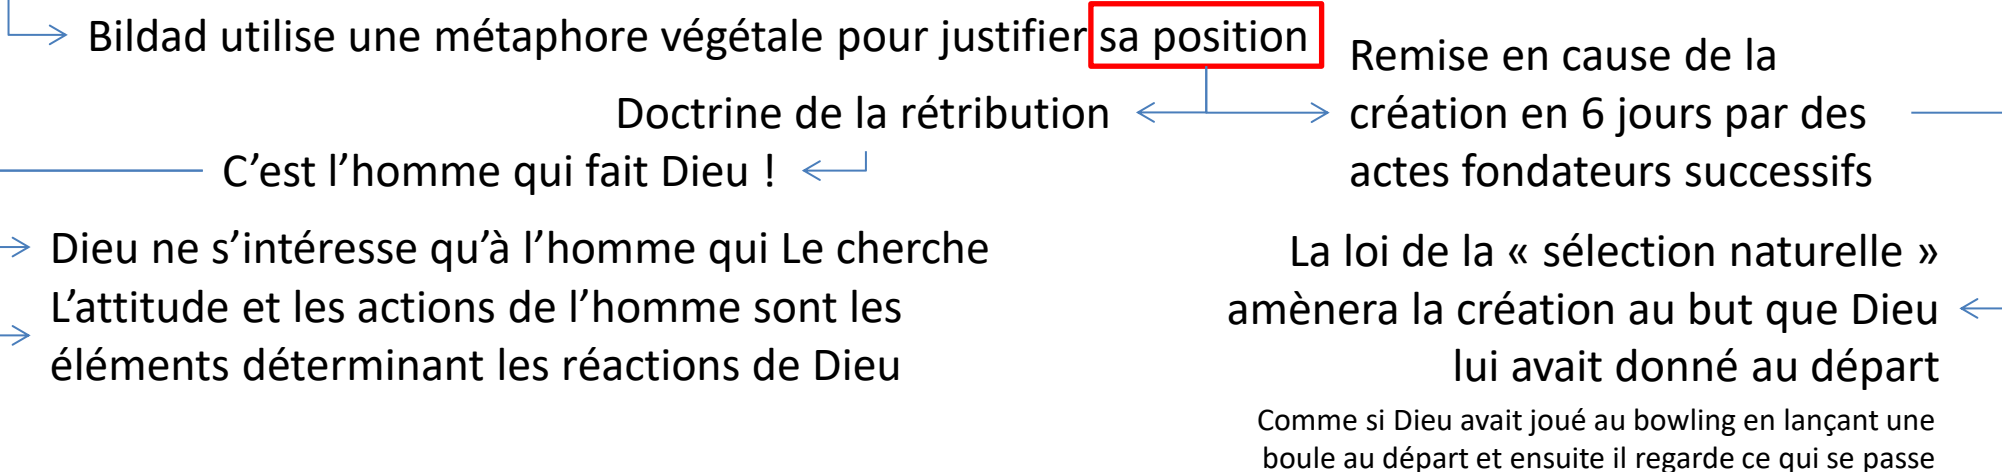 Bildad utilise une métaphore végétale pour justifier sa position
Doctrine de la rétribution
C’est l’homme qui fait Dieu !
Dieu ne s’intéresse qu’à l’homme qui Le cherche
L’attitude et les actions de l’homme sont les
éléments déterminant les réactions de Dieu
Remise en cause de la
création en 6 jours par des
actes fondateurs successifs
La loi de la « sélection naturelle »
amènera la création au but que Dieu
lui avait donné au départ
Comme si Dieu avait joué au bowling en lançant une
boule au départ et ensuite il regarde ce qui se passe